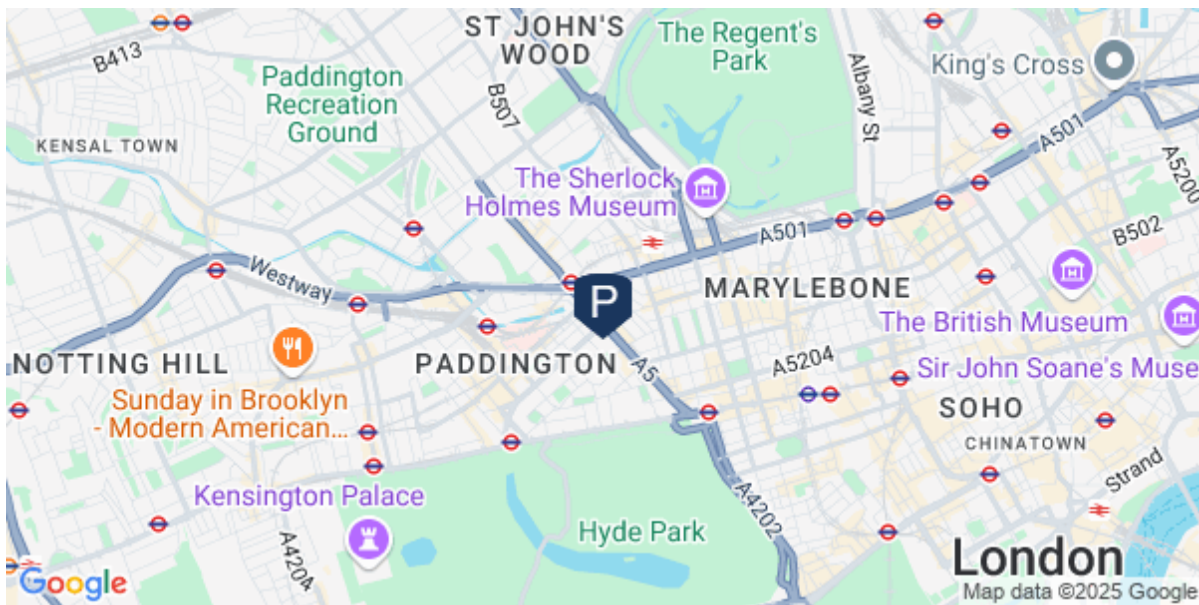 ST JOHN'S
WOOD
The Regent's
Park
B413
Paddington
Recreation
Ground
B507
Albany St
King's Cross
KENSAL TOWN
A501
A5200
The Sherlock
Holmes Museum
A501
B502
Westway
P
MARYLEBONE
The British Museum
NOTTING HILL
PADDINGTON
A5
A5204
Sir John Soane's Muse
Sunday in Brooklyn
- Modern American...
SOHO
CHINATOWN
Strand
Kensington Palace
A4202
Hyde Park
A4204
London
Google
Map data ©2025 Google